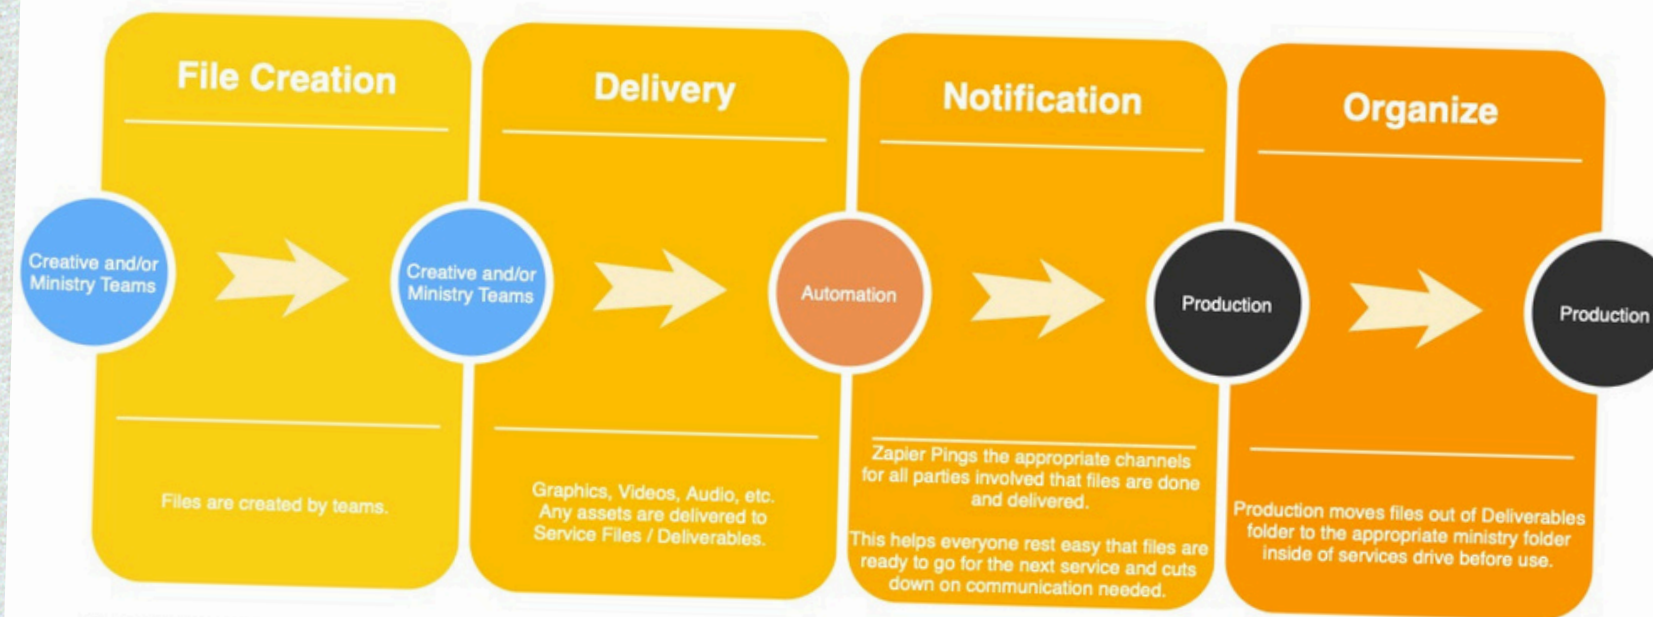 File Creation
Delivery
Notification
Organize
Creative and/or
Ministry Teams
Creative and/or
Ministry Teams
Automation
Production
Production
Files are created by teams.
Graphics, Videos, Audio, etc.
Any assets are delivered to
Service Files / Deliverables.
Zapier Pings the appropriate channels
for all parties involved that files are done
and delivered.
This helps everyone rest easy that files are
ready to go for the next service and cuts
down on communication needed.
Production moves files out of Deliverables
folder to the appropriate ministry folder
inside of services drive before use.